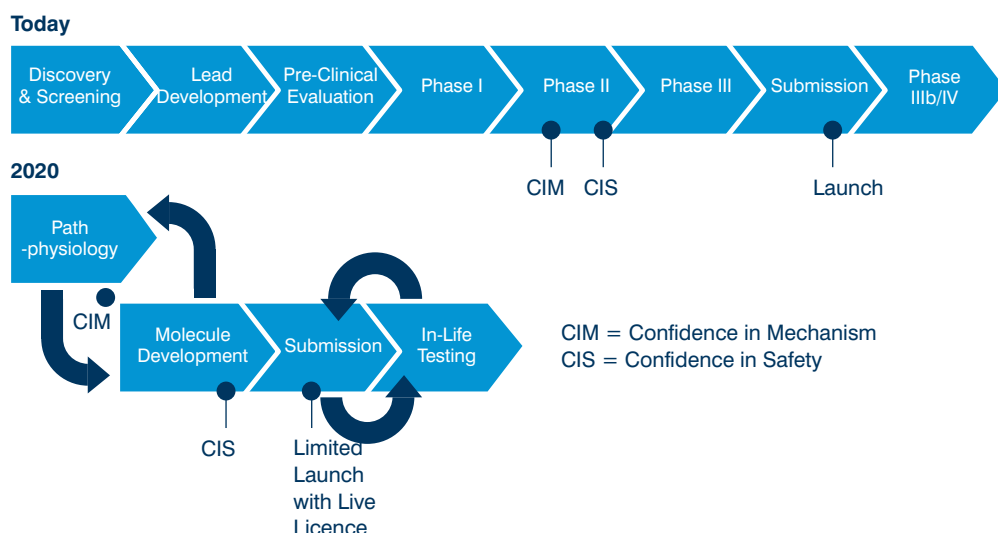 Today
Discovery
& Screening
Lead
Development
Pre-Clinical
Evaluation
Phase I
Phase II
Phase III
Submission
Phase
IIIb/IV
CIM
CIS
Launch
2020
Path
-physiology
CIM
Molecule
Development
Submission
In-Life
Testing
CIM = Confidence in Mechanism
CIS = Confidence in Safety
CIS
Limited
Launch
with Live
Licence